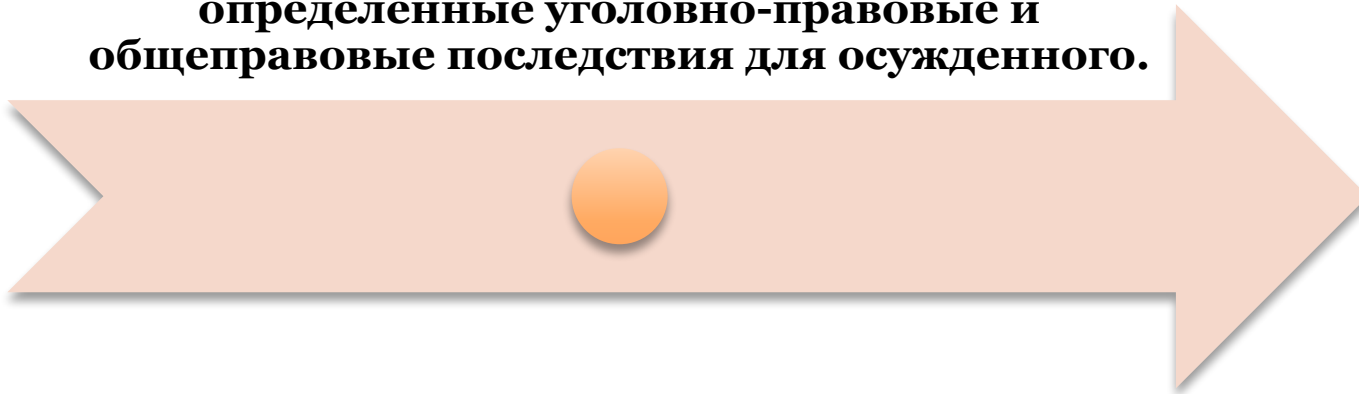 определенные уголовно-правовые и
общеправовые последствия для осужденного.